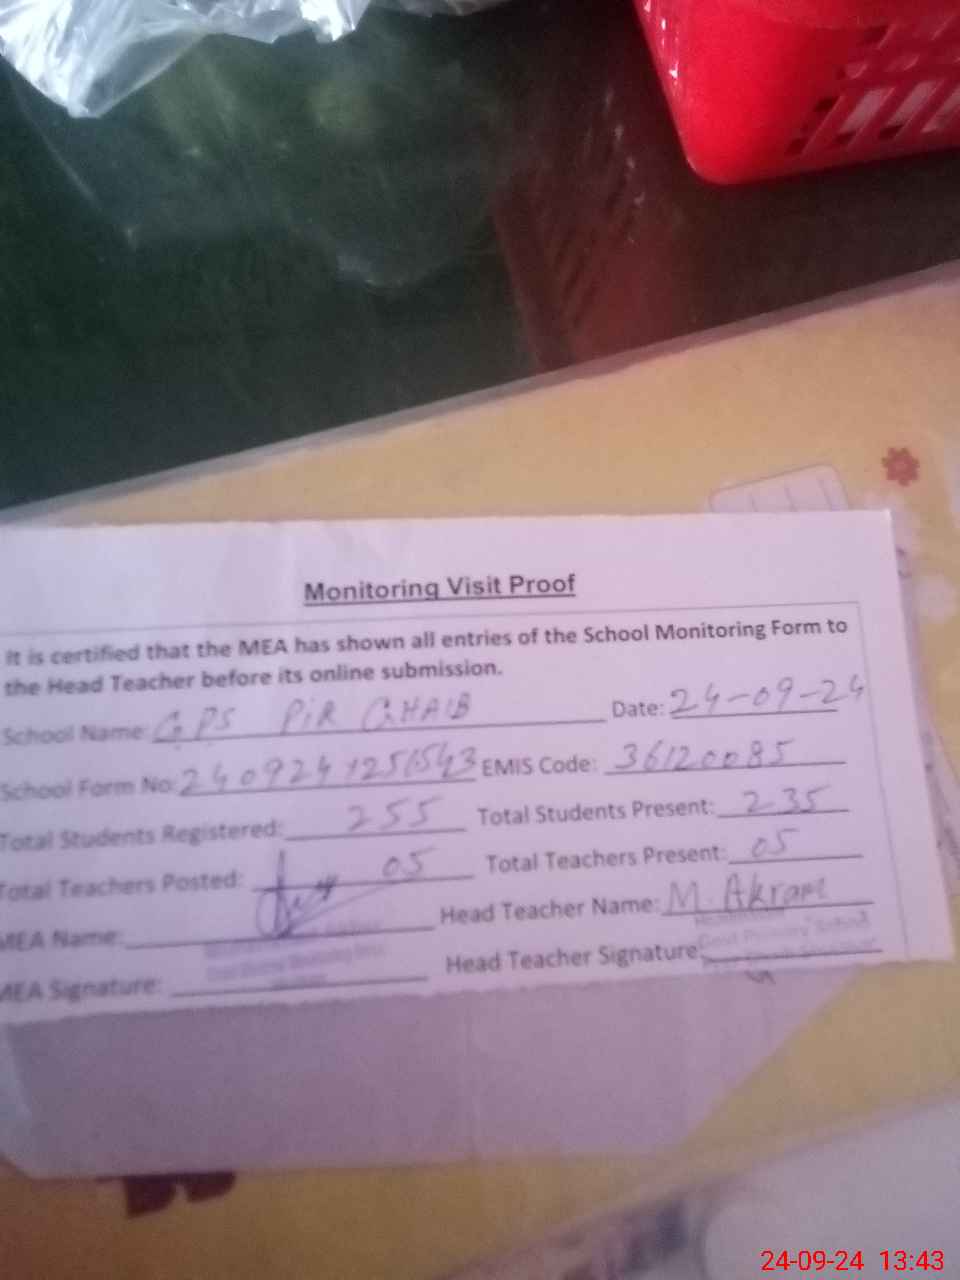 Monitoring Visit Proof
It is certified that the MEA has shown all entries of the School Monitoring Form to
the Head Teacher before its online submission.
School Name: GPS PiR GHAIB Date: 24-09-24
School Form No: 2409241251543 EMIS Code: 36120085
Total Students Registered: 255 Total Students Present: 235
Total Teachers Posted: 05 Total Teachers Present: 05
MEA Name: Head Teacher Name: M. Akram
MEA Signature: Head Teacher Signature:
24-09-24 13:43